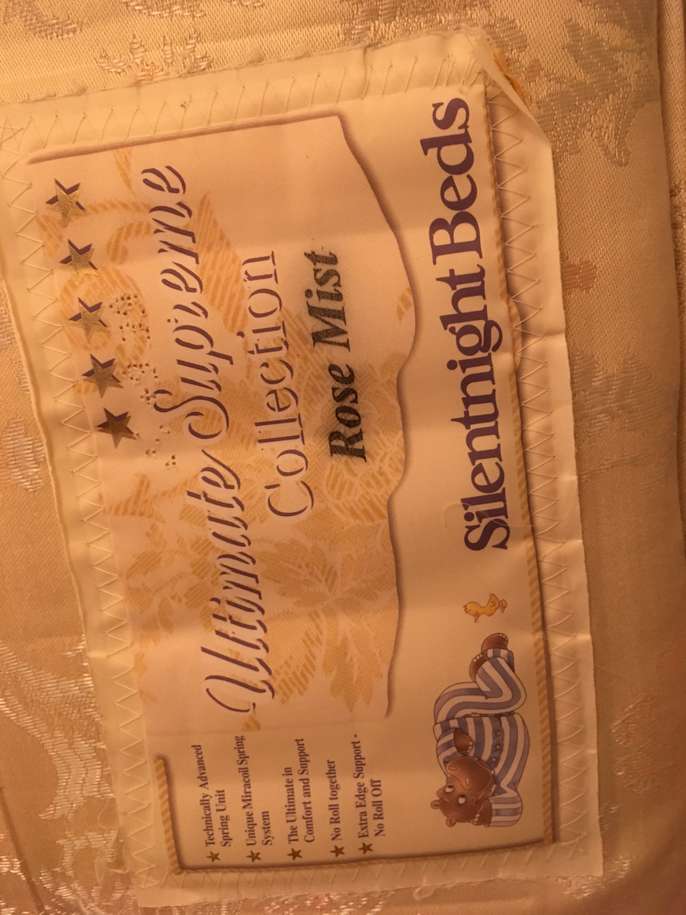 ★ Technically Advanced
Spring Unit
★ Unique Miracoil Spring
System
★ The Ultimate in
Comfort and Support
★ No Roll together
★ Extra Edge Support -
No Roll Off
Ultimate Supreme
Collection
Rose Mist
Silentnight Beds